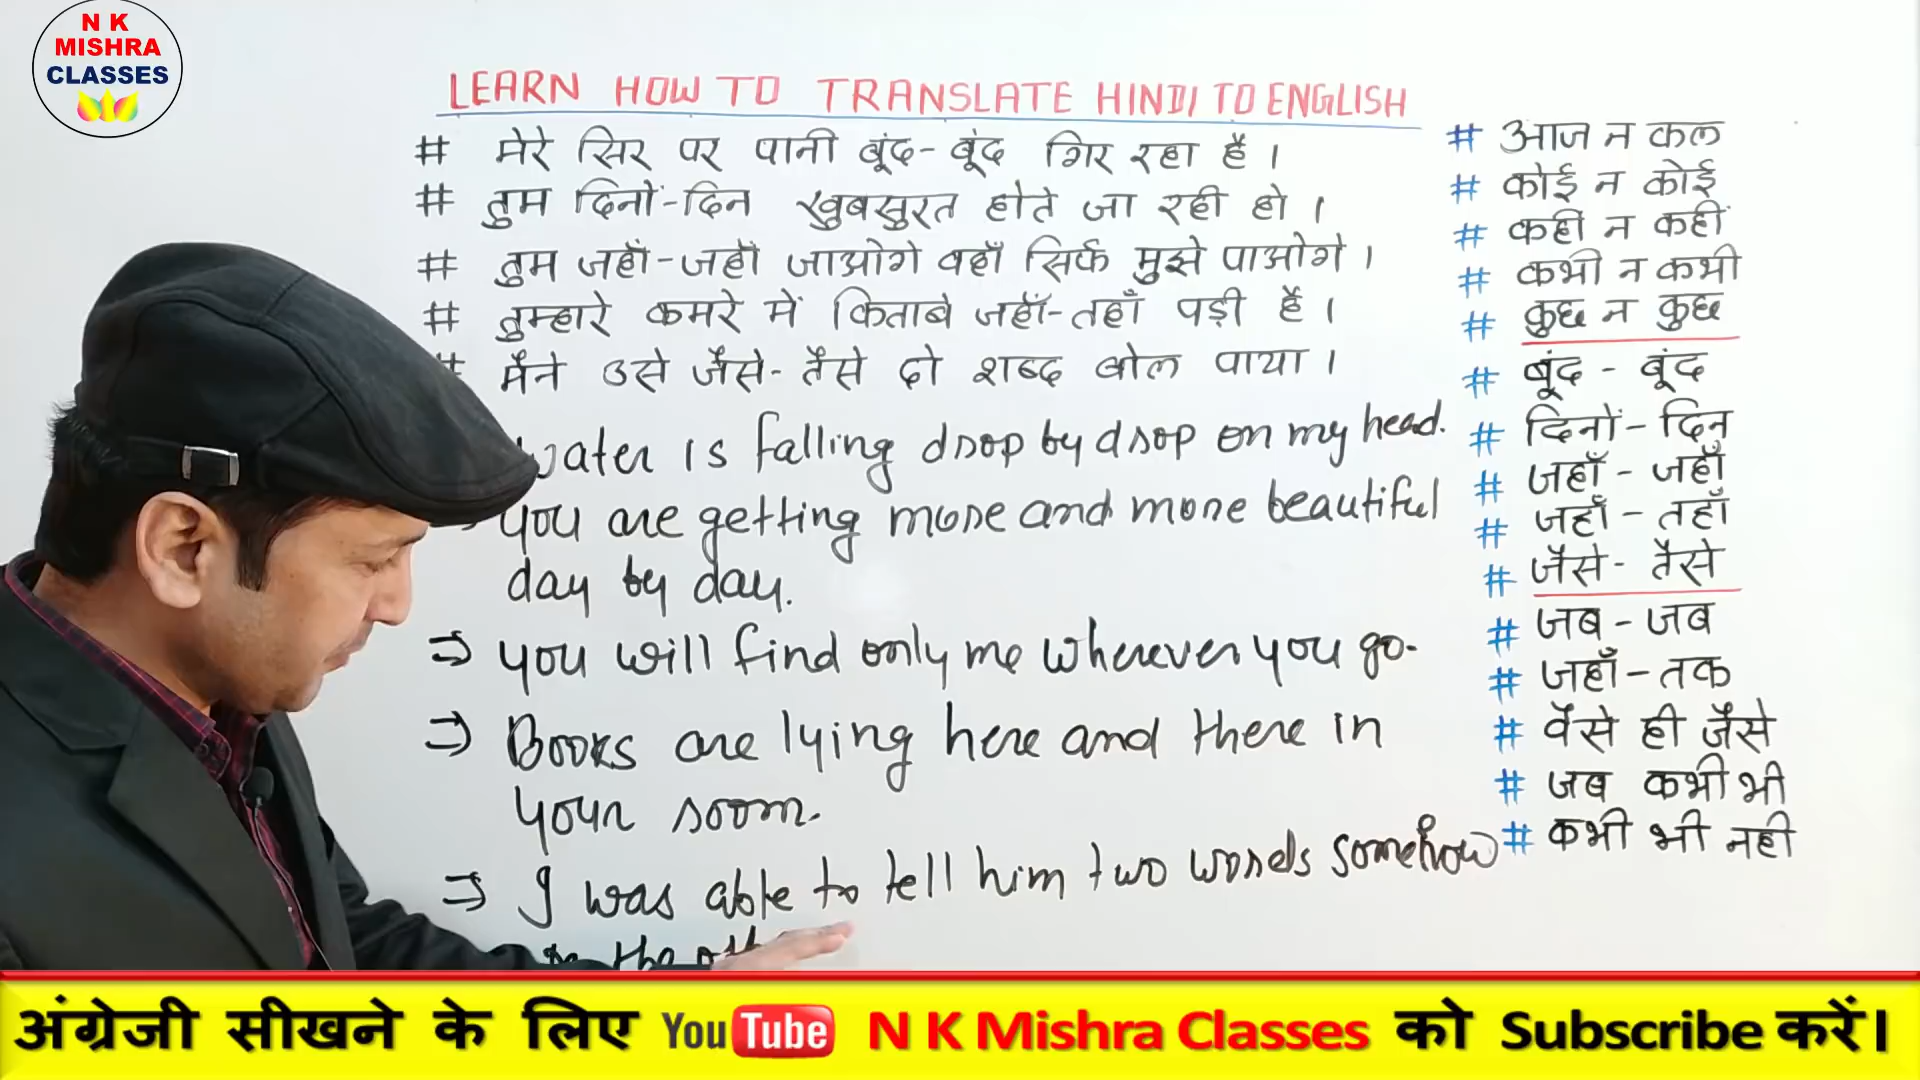 N K
MISHRA
CLASSES
LEARN HOW TO TRANSLATE HINDI TO ENGLISH
# मेरे सिर पर पानी बूंद-बूंद गिर रहा है ।
# तुम दिनों-दिन खुबसुरत होते जा रही हो ।
# तुम जहाँ-जहाँ जाओगे वहाँ सिर्फ मुझे पाओगे ।
# तुम्हारे कमरे में किताबे जहाँ-तहाँ पड़ी है ।
# मैने उसे जैसे-तैसे दो शब्द बोल पाया ।
water is falling drop by drop on my head.
you are getting more and more beautiful
day by day.
⇒ you will find only me wherever you go.
⇒ Books are lying here and there in
your room.
⇒ I was able to tell him two words somehow
the
# आज न कल
# कोई न कोई
# कही न कहीं
# कभी न कभी
# कुछ न कुछ
# बूंद - बूंद
# दिनों - दिन
# जहाँ - जहाँ
# जहाँ - तहाँ
# जैसे - तैसे
# जब - जब
# जहाँ - तक
# वैसे ही जैसे
# जब कभी भी
# कभी भी नही
अंग्रेजी सीखने के लिए YouTube N K Mishra Classes को Subscribe करें।